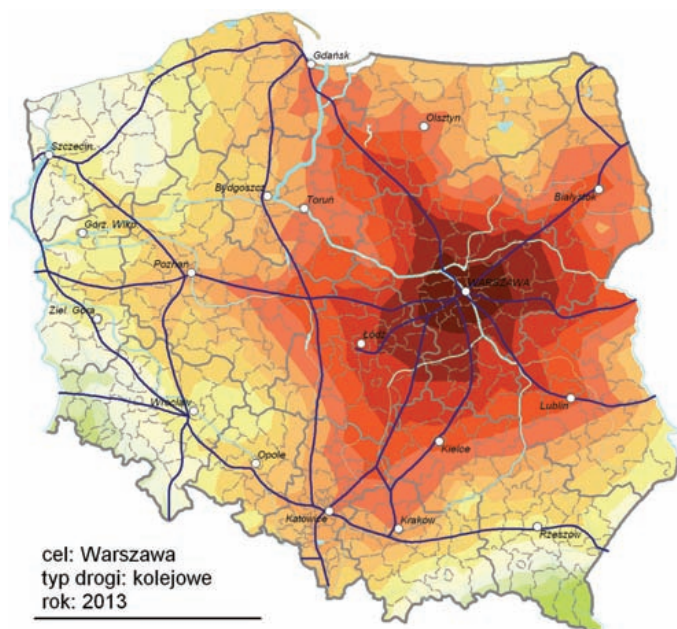 Gdańsk
Olsztyn
Szczecin
Bydgoszcz
Toruń
Białystok
Gorz. Wlkp.
Poznań
WARSZAWA
Ziel. Góra
Łódź
Wrocław
Lublin
Opole
Kielce
Katowice
Kraków
Rzeszów
cel: Warszawa
typ drogi: kolejowe
rok: 2013